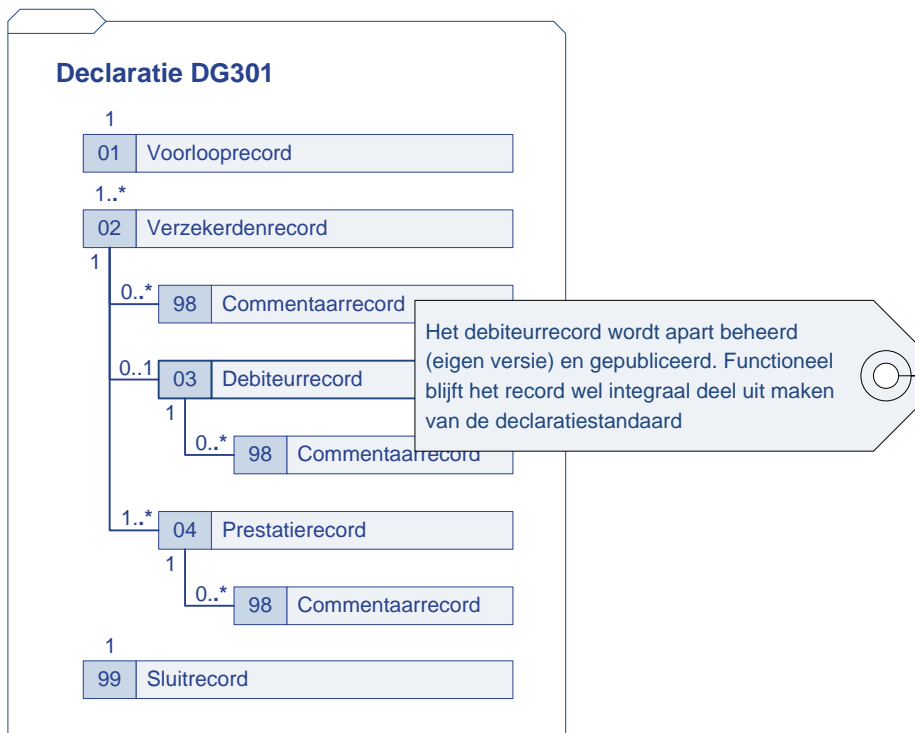 Declaratie DG301
1
01 Voorlooprecord
1..*
02 Verzekerdenrecord
1
0..* 98 Commentaarrecord
Het debiteurrecord wordt apart beheerd
(eigen versie) en gepubliceerd. Functioneel
blijft het record wel integraal deel uit maken
van de declaratiestandaard
0..1 03 Debiteurrecord
1
0..* 98 Commentaarrecord
1..* 04 Prestatierecord
1
0..* 98 Commentaarrecord
1
99 Sluitrecord